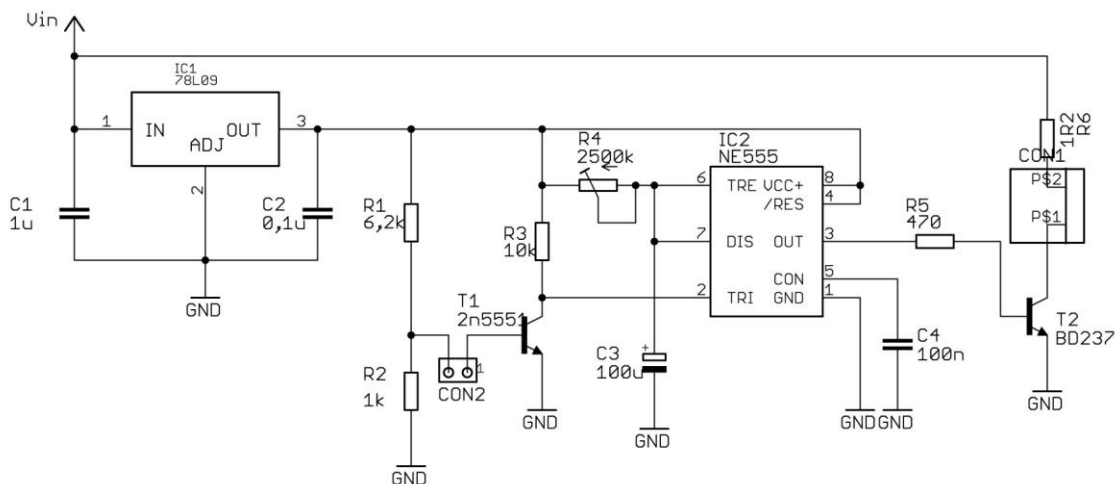 Vin
IC1
78L09
1
IN
OUT
3
ADJ
2
C1
1u
C2
0,1u
GND
R1
6,2k
R2
1k
GND
CON2
1
T1
2n5551
GND
R3
10k
R4
2500k
C3
+
100u
GND
IC2
NE555
6
TRE
VCC+
8
/RES
4
7
DIS
OUT
3
CON
5
2
TRI
GND
1
GND
C4
100n
GND
R5
470
1R2
R6
CON1
P$2
P$1
T2
BD237
GND